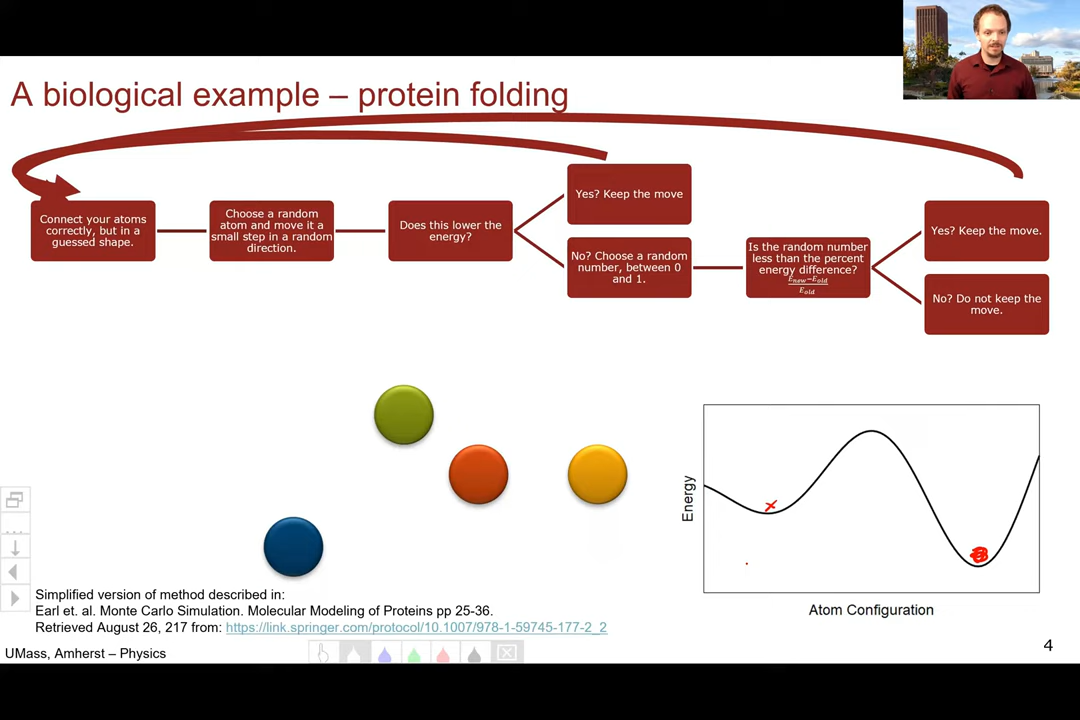 A biological example – protein folding
Connect your atoms
correctly, but in a
guessed shape.
Choose a random
atom and move it a
small step in a random
direction.
Does this lower the
energy?
Yes? Keep the move
No? Choose a random
number, between 0
and 1.
Is the random number
less than the percent
energy difference?
E_new−E_old
E_old
Yes? Keep the move.
No? Do not keep the
move.
Energy
Atom Configuration
Simplified version of method described in:
Earl et. al. Monte Carlo Simulation. Molecular Modeling of Proteins pp 25-36.
Retrieved August 26, 217 from: https://link.springer.com/protocol/10.1007/978-1-59745-177-2_2
UMass, Amherst – Physics
4